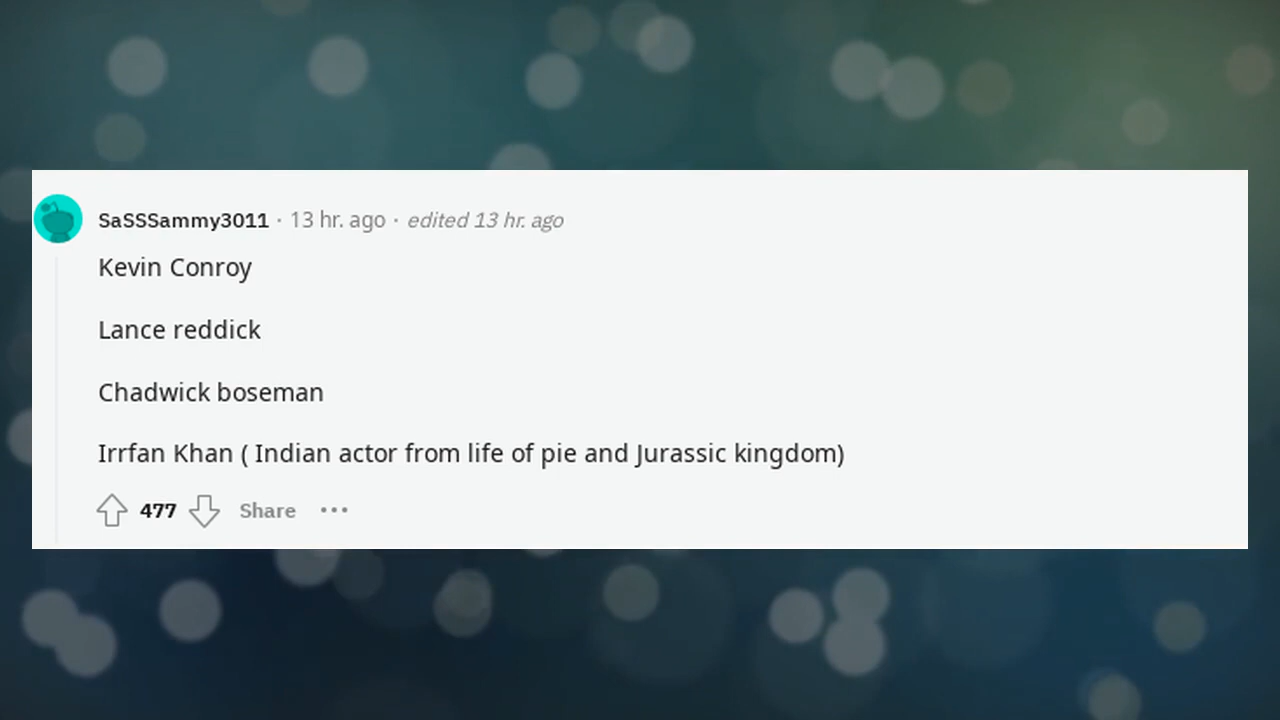 SaSSSammy3011 · 13 hr. ago · edited 13 hr. ago
Kevin Conroy
Lance reddick
Chadwick boseman
Irrfan Khan ( Indian actor from life of pie and Jurassic kingdom)
477 Share ···